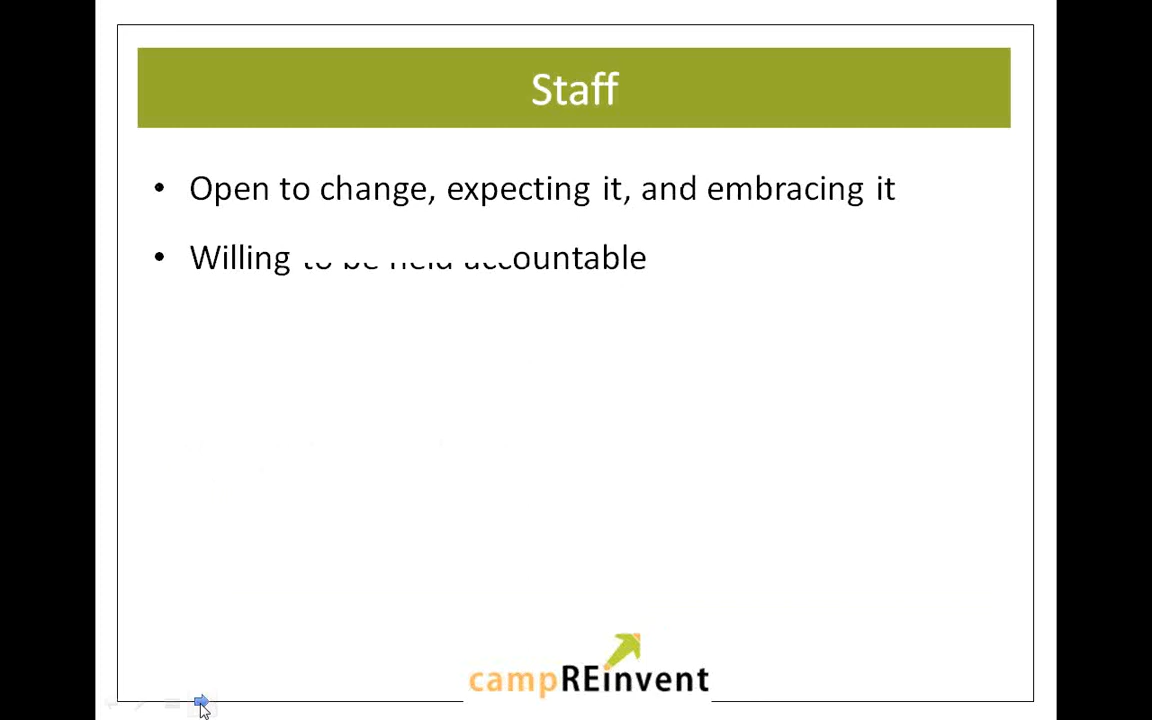 Staff
• Open to change, expecting it, and embracing it
• Willing to be held accountable
campREinvent